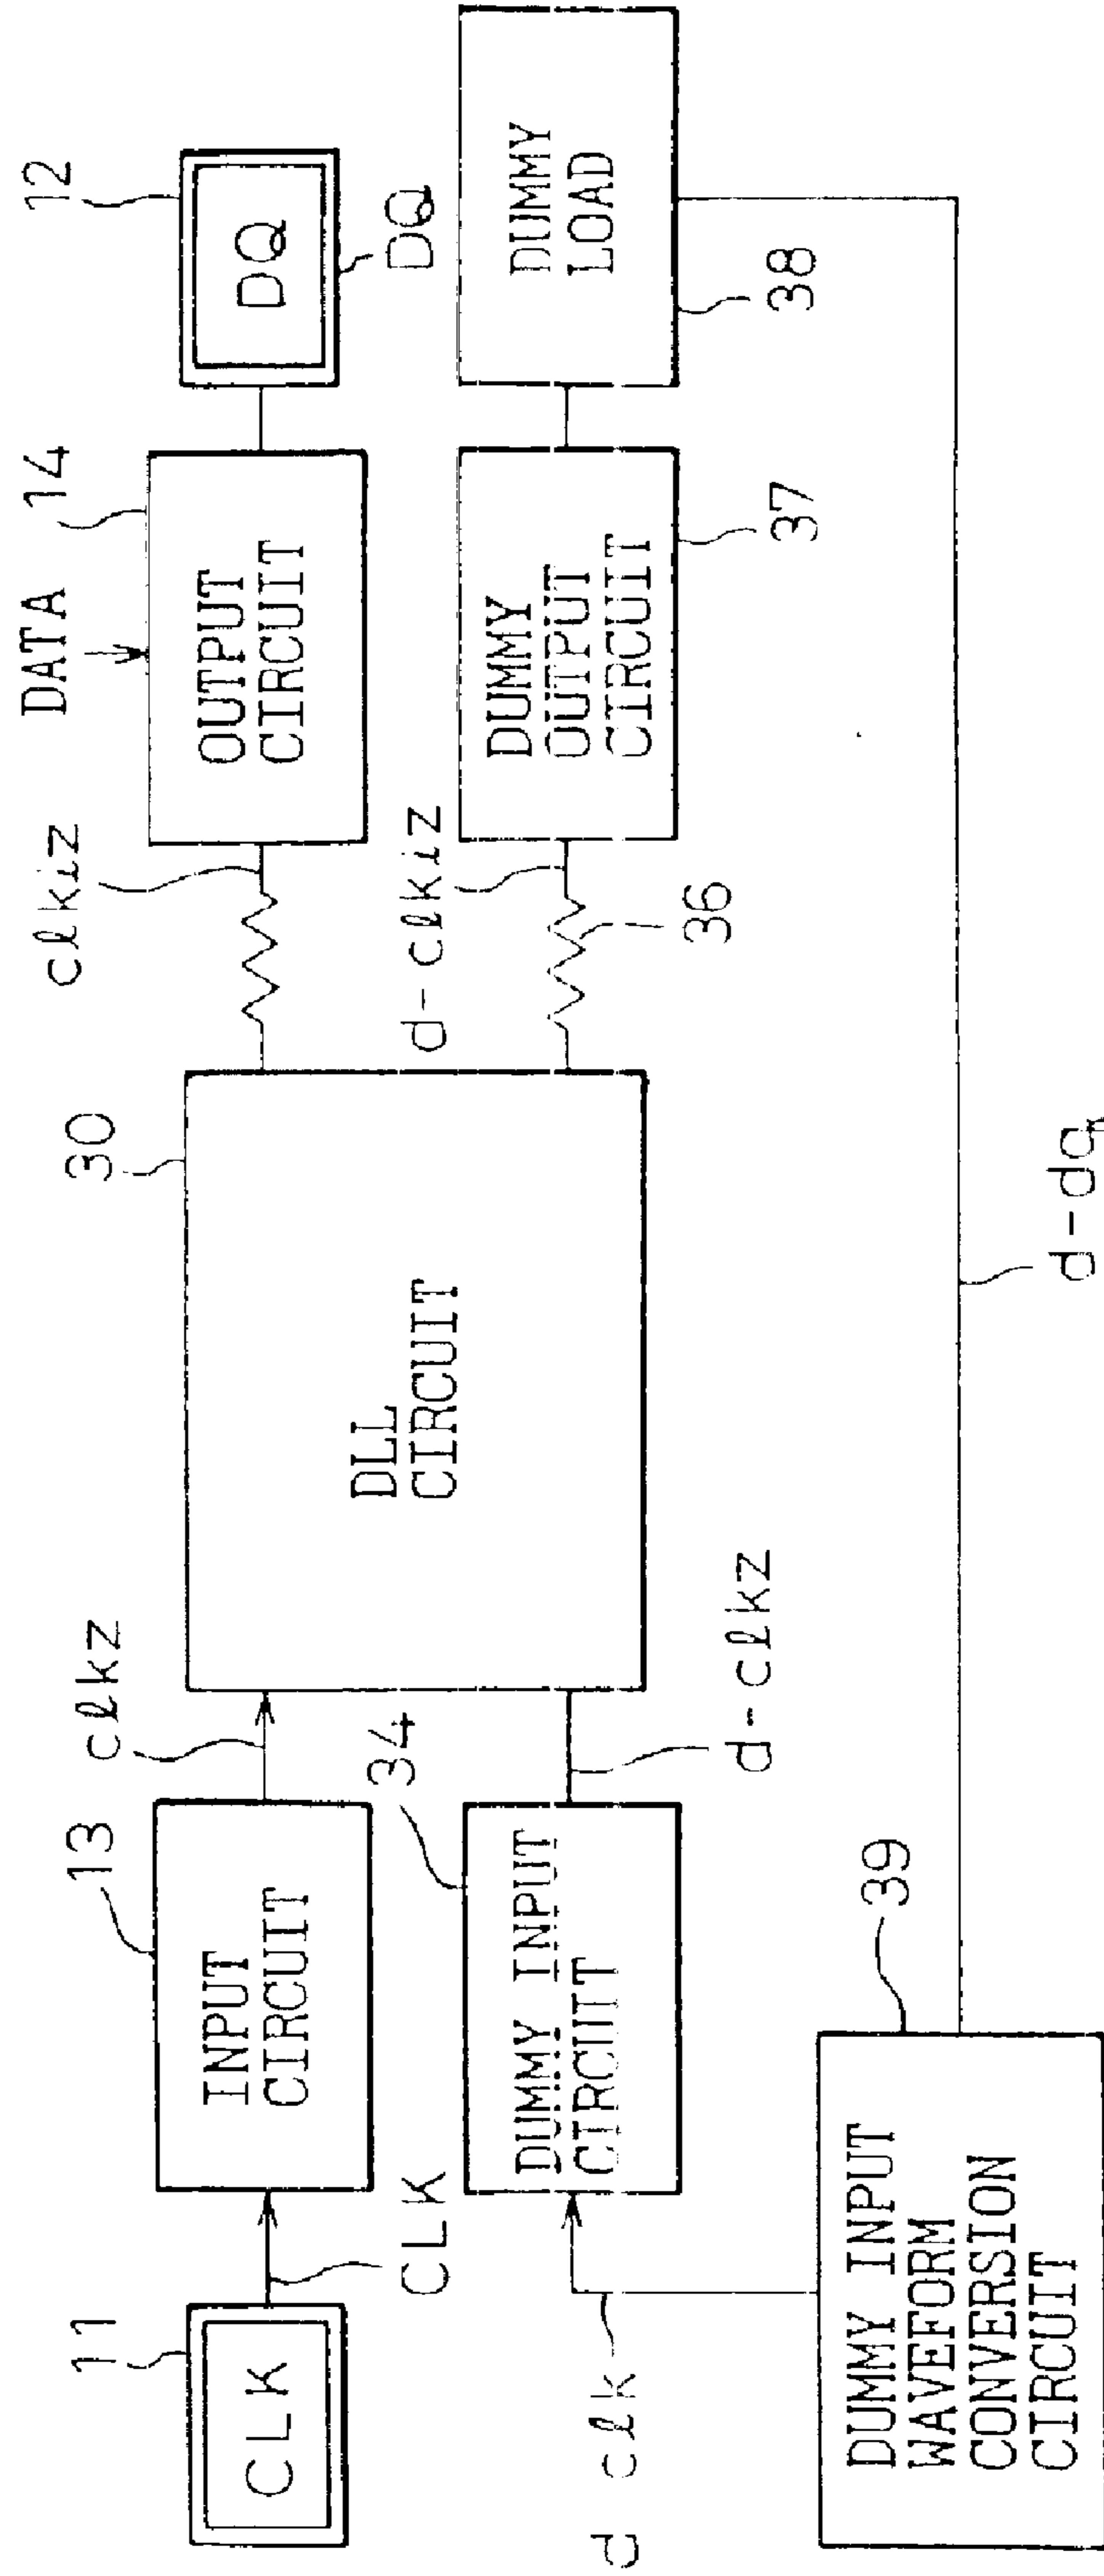 11
CLK
CLK
13
INPUT
CIRCUIT
clkz
30
DLL
CIRCUIT
clkiz
DATA
14
OUTPUT
CIRCUIT
12
DQ
DQ
d clk
34
DUMMY INPUT
CIRCUIT
d-clkz
d-clkiz
36
DUMMY
OUTPUT
CIRCUIT
37
DUMMY
LOAD
38
DUMMY INPUT
WAVEFORM
CONVERSION
CIRCUIT
39
d-dq